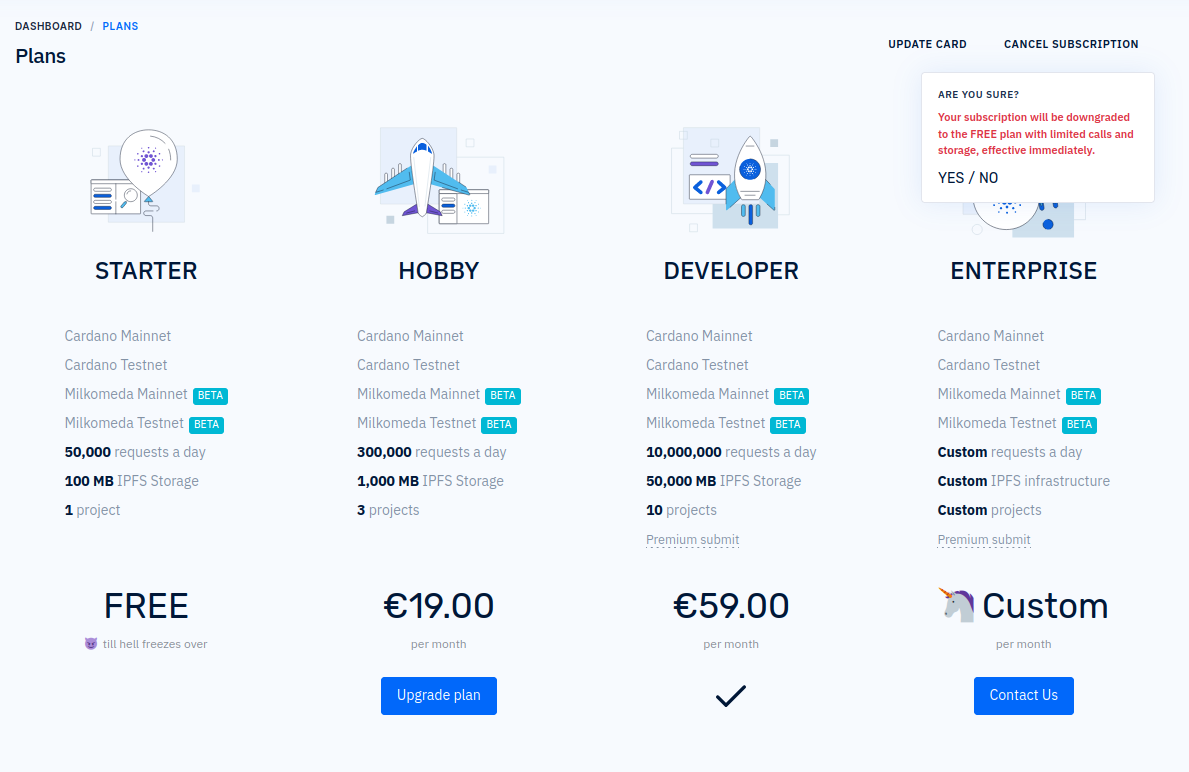 DASHBOARD / PLANS
Plans
UPDATE CARD CANCEL SUBSCRIPTION
ARE YOU SURE?
Your subscription will be downgraded
to the FREE plan with limited calls and
storage, effective immediately.
YES / NO
STARTER
Cardano Mainnet
Cardano Testnet
Milkomeda Mainnet BETA
Milkomeda Testnet BETA
50,000 requests a day
100 MB IPFS Storage
1 project
FREE
😈 till hell freezes over
HOBBY
Cardano Mainnet
Cardano Testnet
Milkomeda Mainnet BETA
Milkomeda Testnet BETA
300,000 requests a day
1,000 MB IPFS Storage
3 projects
€19.00
per month
Upgrade plan
DEVELOPER
Cardano Mainnet
Cardano Testnet
Milkomeda Mainnet BETA
Milkomeda Testnet BETA
10,000,000 requests a day
50,000 MB IPFS Storage
10 projects
Premium submit
€59.00
per month
ENTERPRISE
Cardano Mainnet
Cardano Testnet
Milkomeda Mainnet BETA
Milkomeda Testnet BETA
Custom requests a day
Custom IPFS infrastructure
Custom projects
Premium submit
🦄 Custom
per month
Contact Us